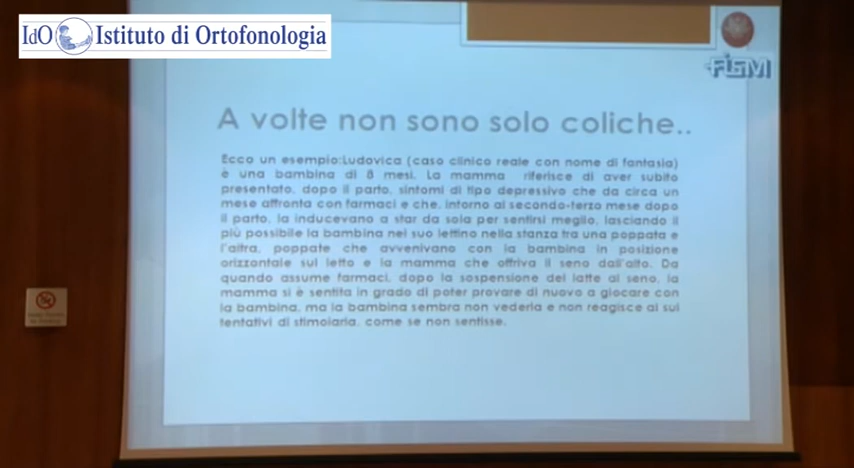 IdO Istituto di Ortofonologia
FISM
A volte non sono solo coliche..
Ecco un esempio:Ludovica (caso clinico reale con nome di fantasia)
è una bambina di 8 mesi. La mamma riferisce di aver subito
presentato, dopo il parto, sintomi di tipo depressivo che da circa un
mese affronta con farmaci e che, intorno al secondo-terzo mese dopo
il parto, la inducevano a star da sola per sentirsi meglio, lasciando il
più possibile la bambina nel suo lettino nella stanza tra una poppata e
l'altra, poppate che avvenivano con la bambina in posizione
orizzontale sul letto e la mamma che offriva il seno dall'alto. Da
quando assume farmaci, dopo la sospensione del latte al seno, la
mamma si è sentita in grado di poter provare di nuovo a giocare con
la bambina, ma la bambina sembra non vederla e non reagisce ai sui
tentativi di stimolarla, come se non sentisse.